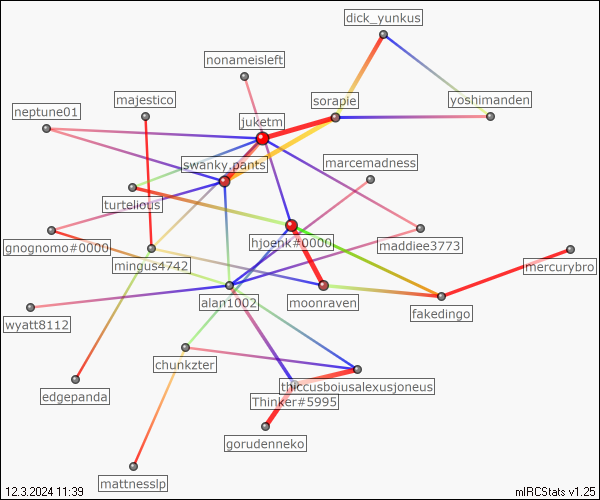 dick_yunkus
nonameisleft
majestico
sorapie
yoshimanden
neptune01
juketm
swanky.pants
marcemadness
turtelious
gnognomo#0000
hjoenk#0000
maddiee3773
mingus4742
mercurybro
alan1002
moonraven
fakedingo
wyatt8112
chunkzter
thiccusboiusalexusjoneus
edgepanda
Thinker#5995
gorudenneko
mattnesslp
12.3.2024 11:39
mIRCStats v1.25